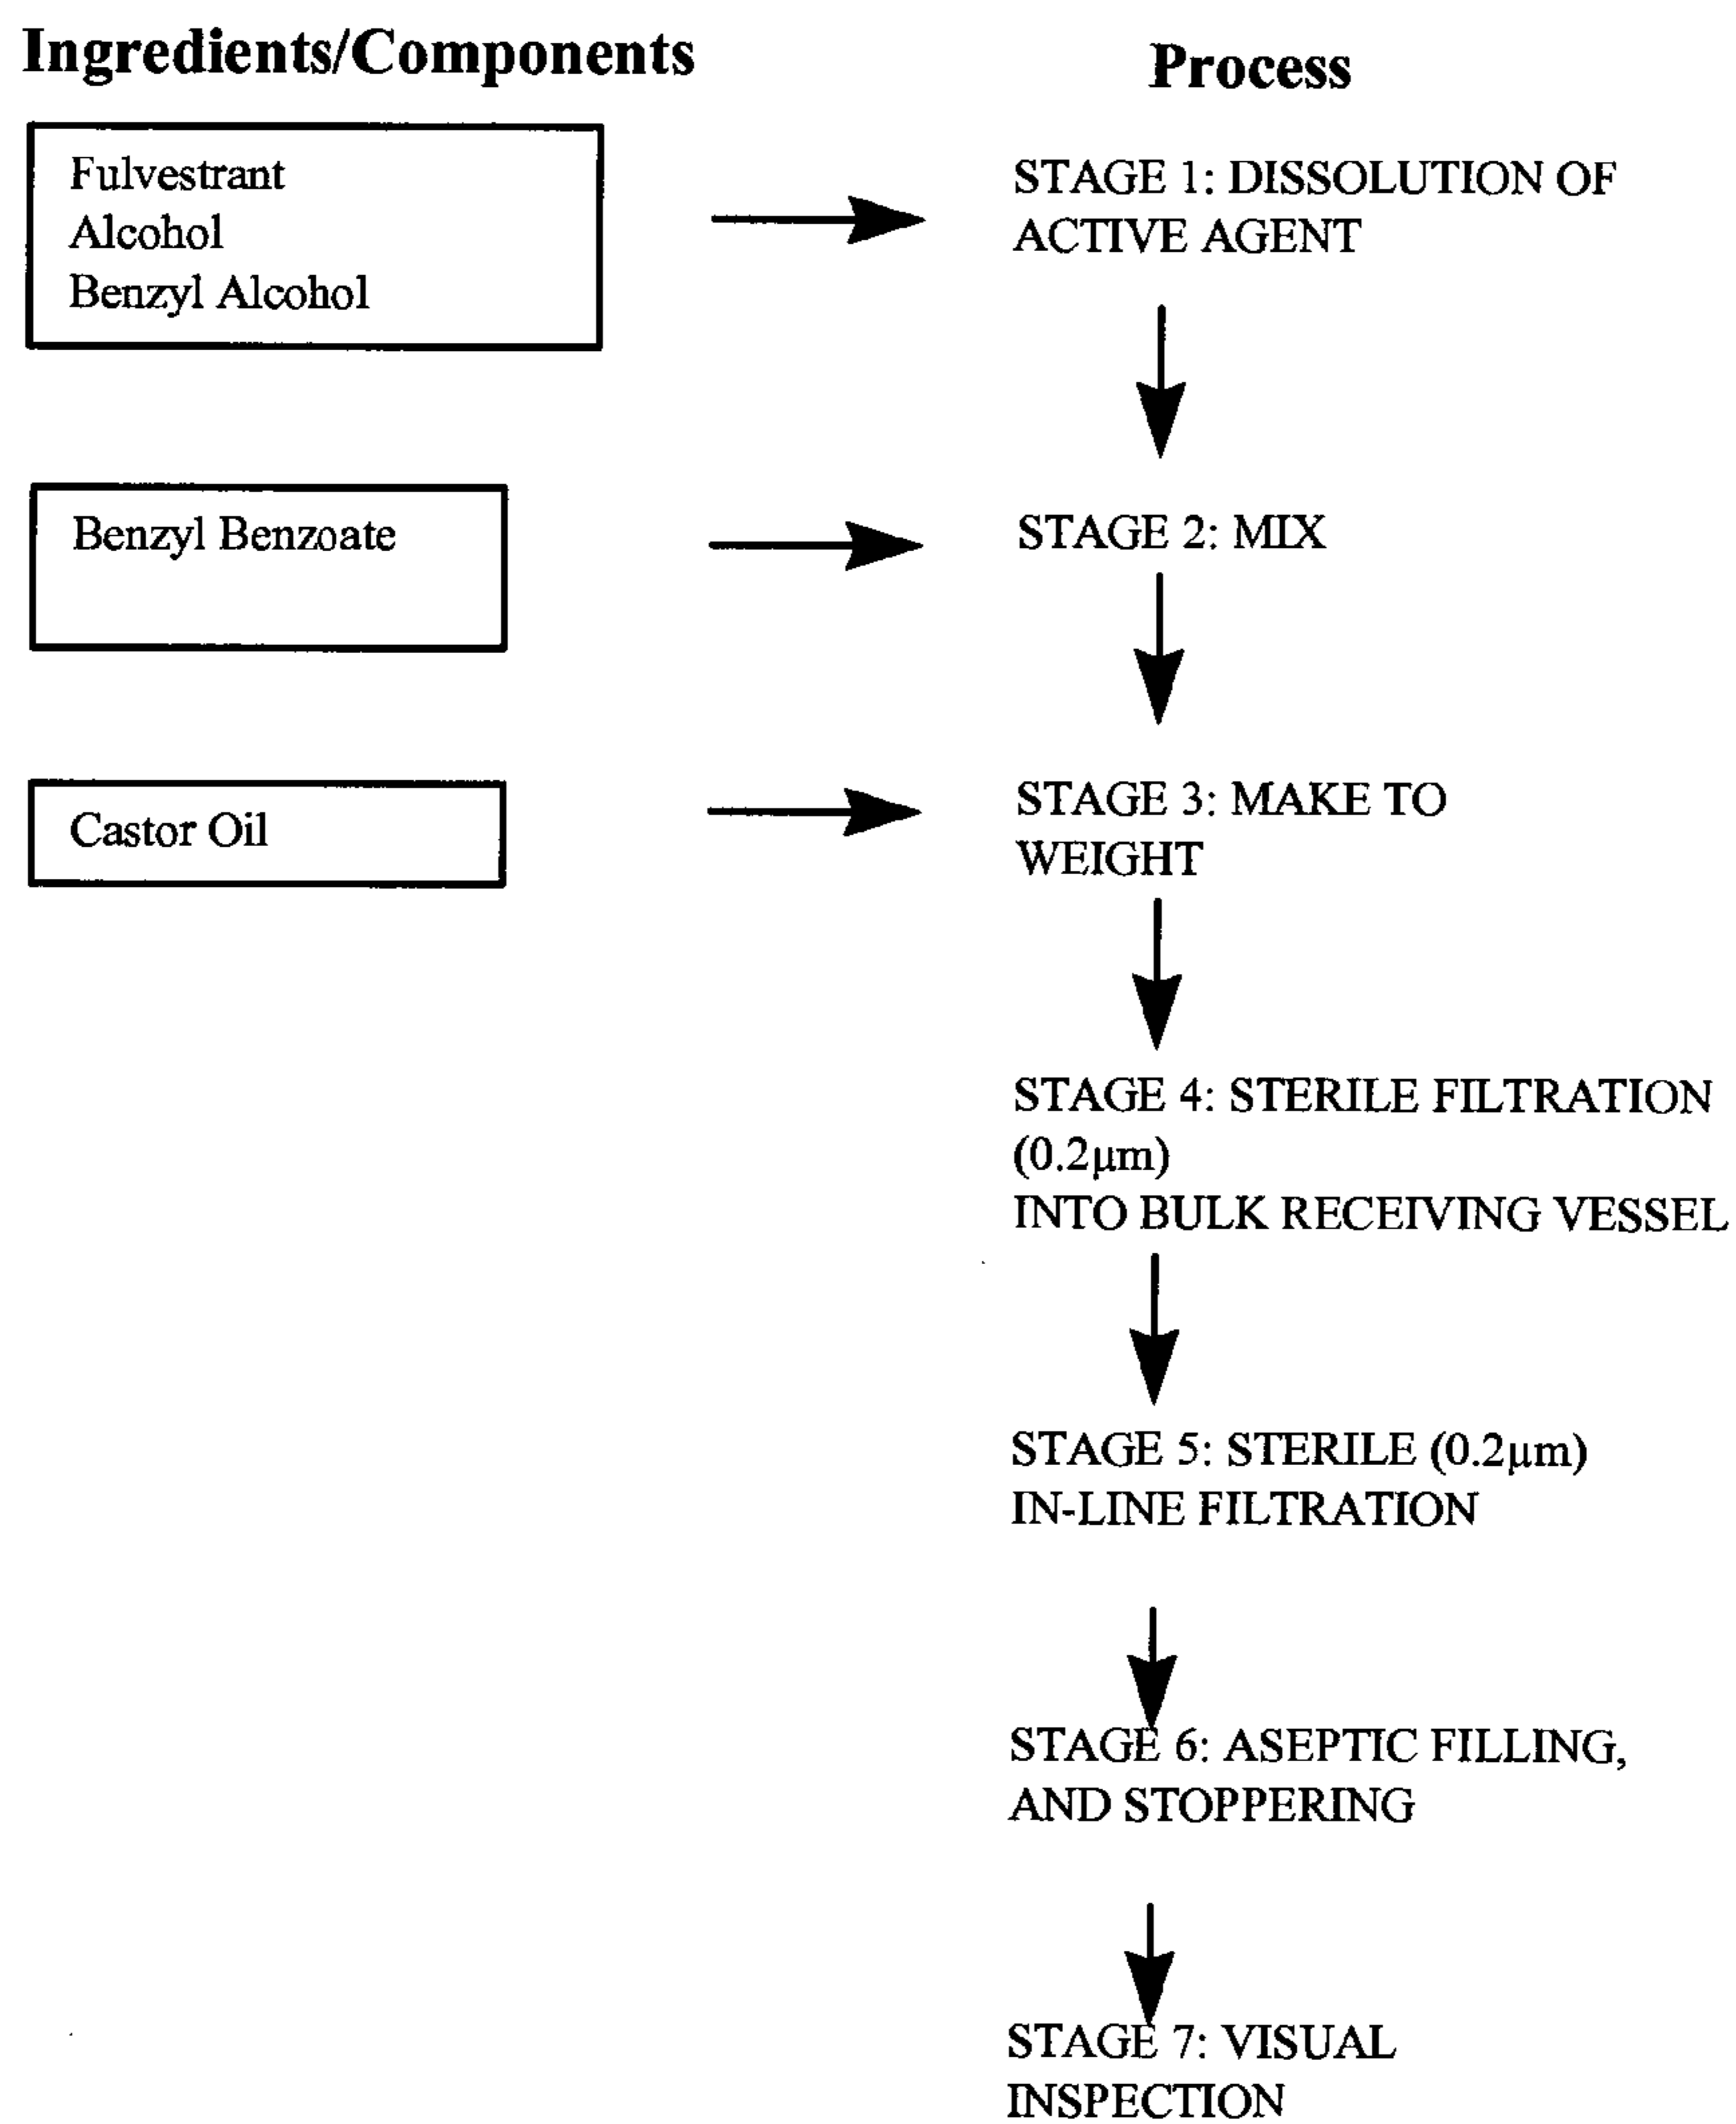 Ingredients/Components
Process
Fulvestrant
Alcohol
Benzyl Alcohol
STAGE 1: DISSOLUTION OF
ACTIVE AGENT
Benzyl Benzoate
STAGE 2: MIX
Castor Oil
STAGE 3: MAKE TO
WEIGHT
STAGE 4: STERILE FILTRATION
(0.2µm)
INTO BULK RECEIVING VESSEL
STAGE 5: STERILE (0.2µm)
IN-LINE FILTRATION
STAGE 6: ASEPTIC FILLING,
AND STOPPERING
STAGE 7: VISUAL
INSPECTION